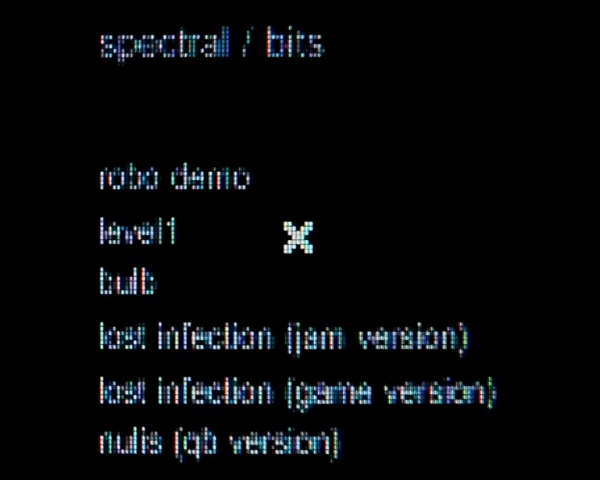 spectrall / bits
robo demo
level1
bulb
lost infection (jam version)
lost infection (game version)
nulis (qb version)